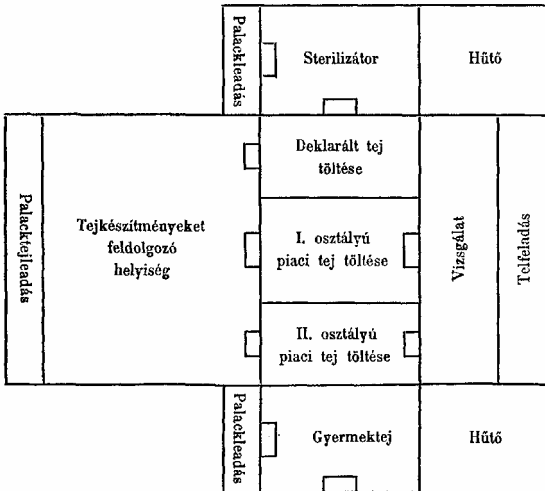 Palackleadás
Sterilizátor
Hűtő
Palacktejleadás
Tejkészítményeket
feldolgozó
helyiség
Deklarált tej
töltése
I. osztályú
piaci tej töltése
II. osztályú
piaci tej töltése
Vizsgálat
Telfeladás
Palackleadás
Gyermektej
Hűtő